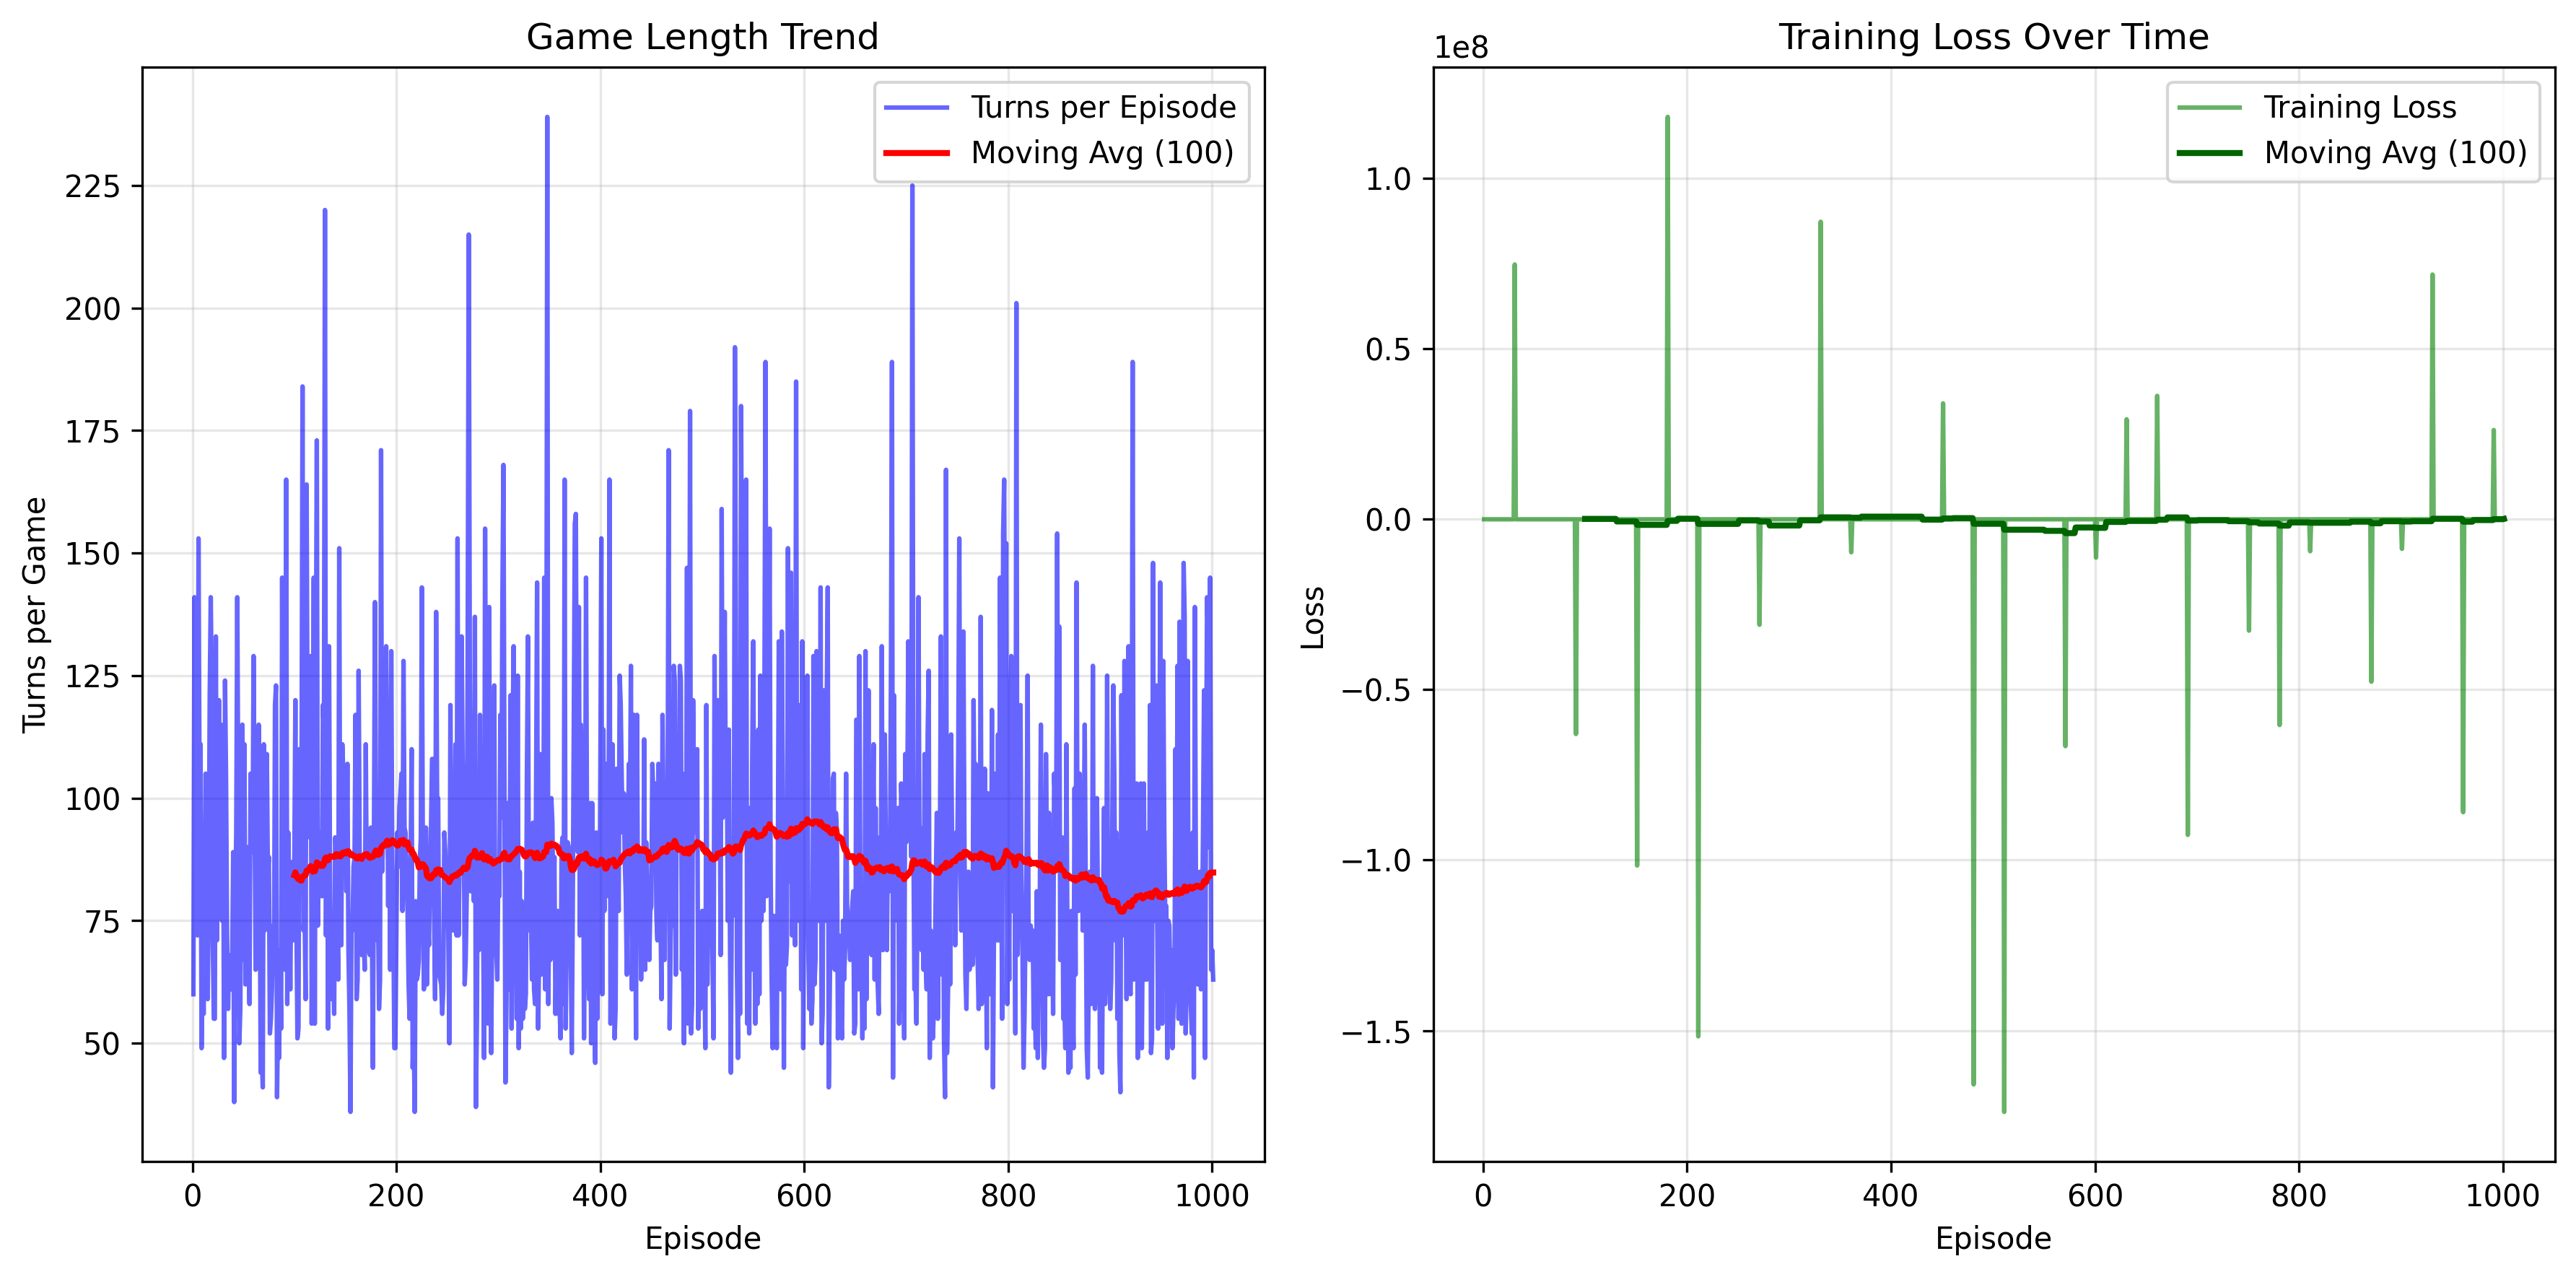 Game Length Trend
Turns per Episode
Moving Avg (100)
225
200
175
150
125
100
75
50
0
200
400
600
800
1000
Episode
Turns per Game
Training Loss Over Time
1e8
Training Loss
Moving Avg (100)
1.0
0.5
0.0
−0.5
−1.0
−1.5
0
200
400
600
800
1000
Episode
Loss